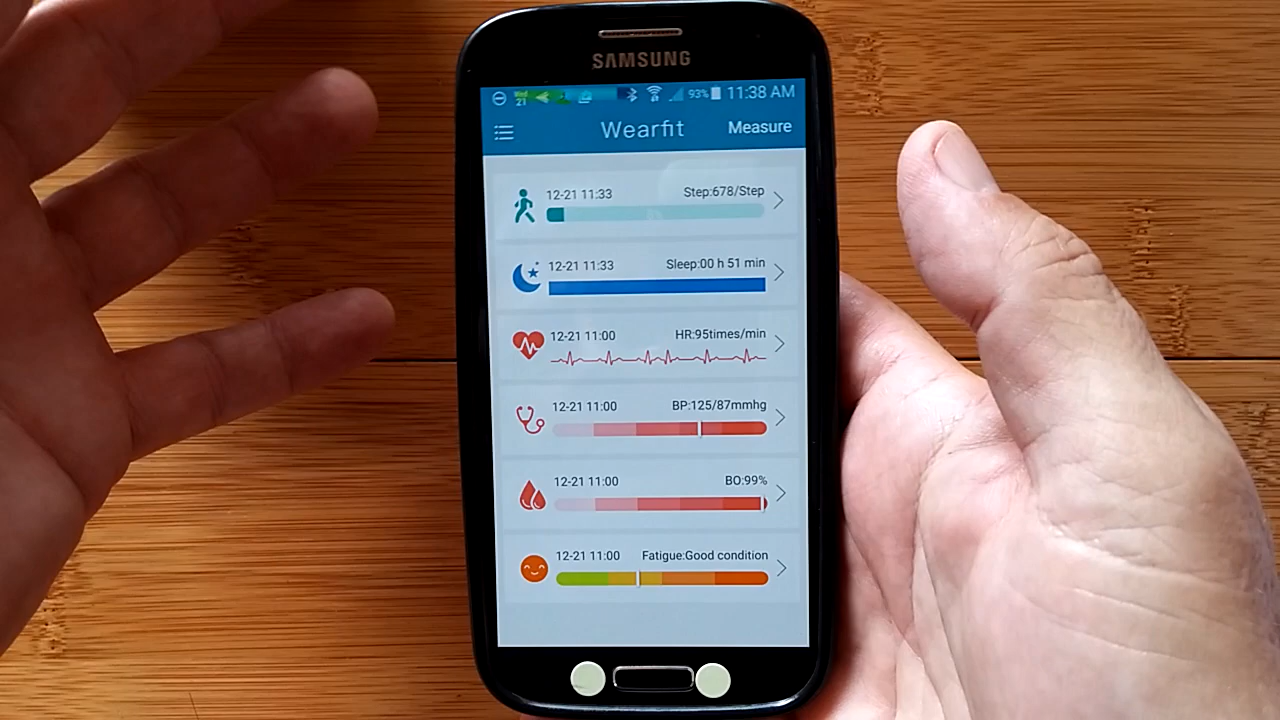 SAMSUNG
Wed 21 93% 11:38 AM
Wearfit Measure
12-21 11:33 Step:678/Step
12-21 11:33 Sleep:00 h 51 min
12-21 11:00 HR:95times/min
12-21 11:00 BP:125/87mmhg
12-21 11:00 BO:99%
12-21 11:00 Fatigue:Good condition